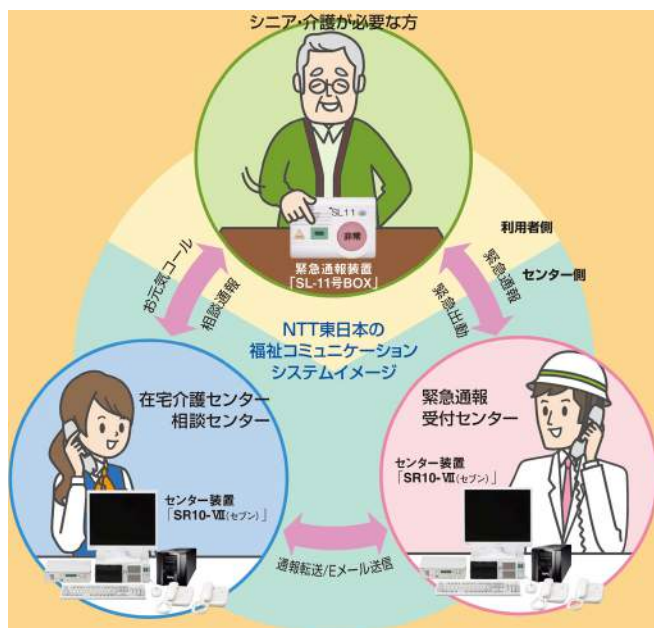 シニア・介護が必要な方
SL11
非常
緊急通報装置
「SL-11号BOX」
利用者側
センター側
お元気コール
相談通報
緊急通報
緊急出動
NTT東日本の
福祉コミュニケーション
システムイメージ
在宅介護センター
相談センター
センター装置
「SR10-Ⅶ(セブン)」
緊急通報
受付センター
センター装置
「SR10-Ⅶ(セブン)」
通報転送/Eメール送信